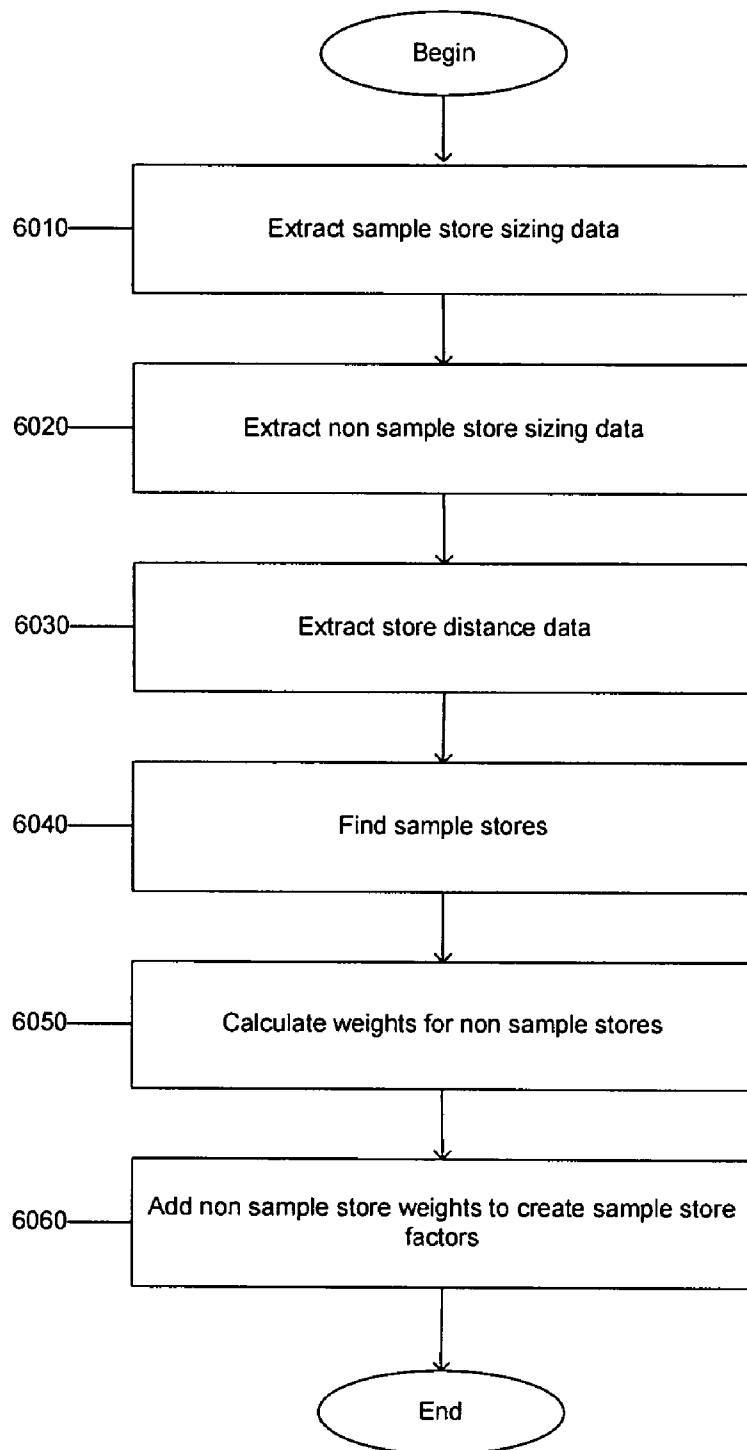 Begin
6010
Extract sample store sizing data
6020
Extract non sample store sizing data
6030
Extract store distance data
6040
Find sample stores
6050
Calculate weights for non sample stores
6060
Add non sample store weights to create sample store
factors
End